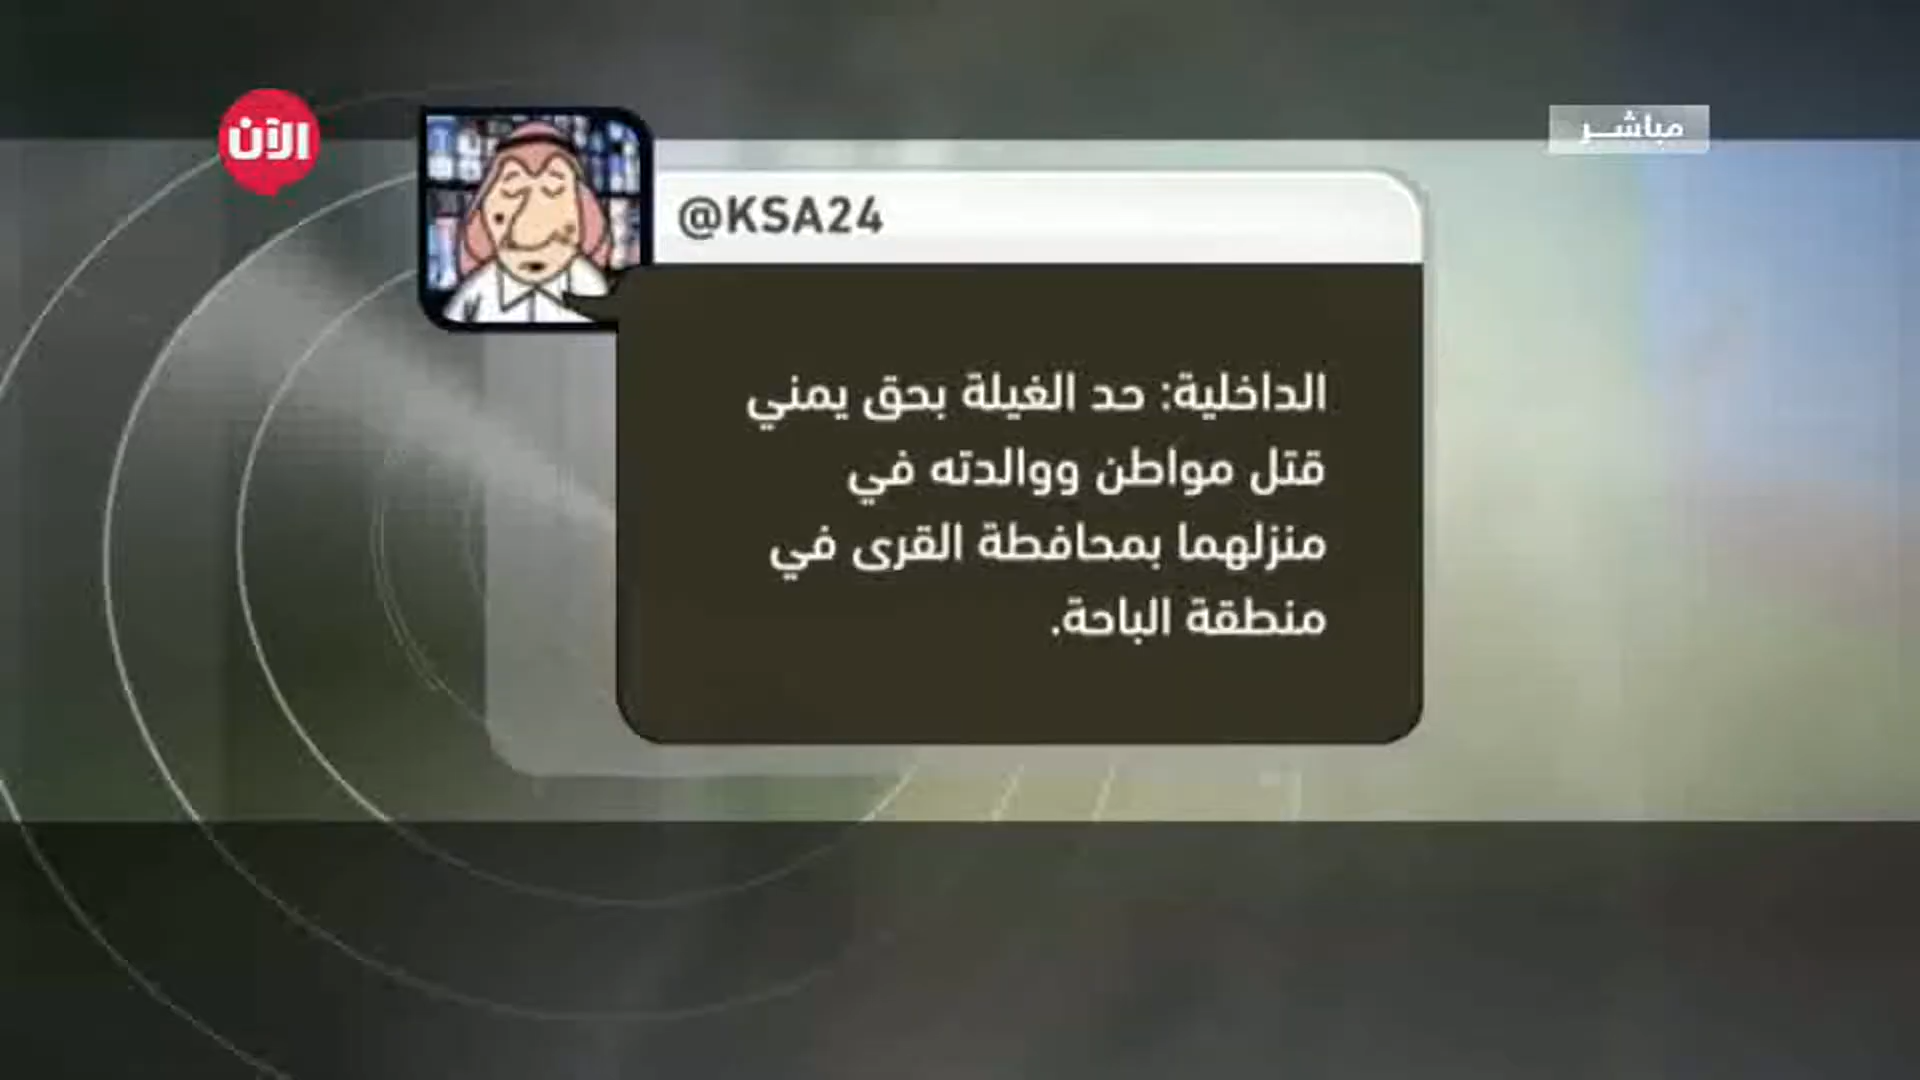 الآن
مباشر
@KSA24
الداخلية: حد الغيلة بحق يمني
قتل مواطن ووالدته في
منزلهما بمحافظة القرى في
منطقة الباحة.